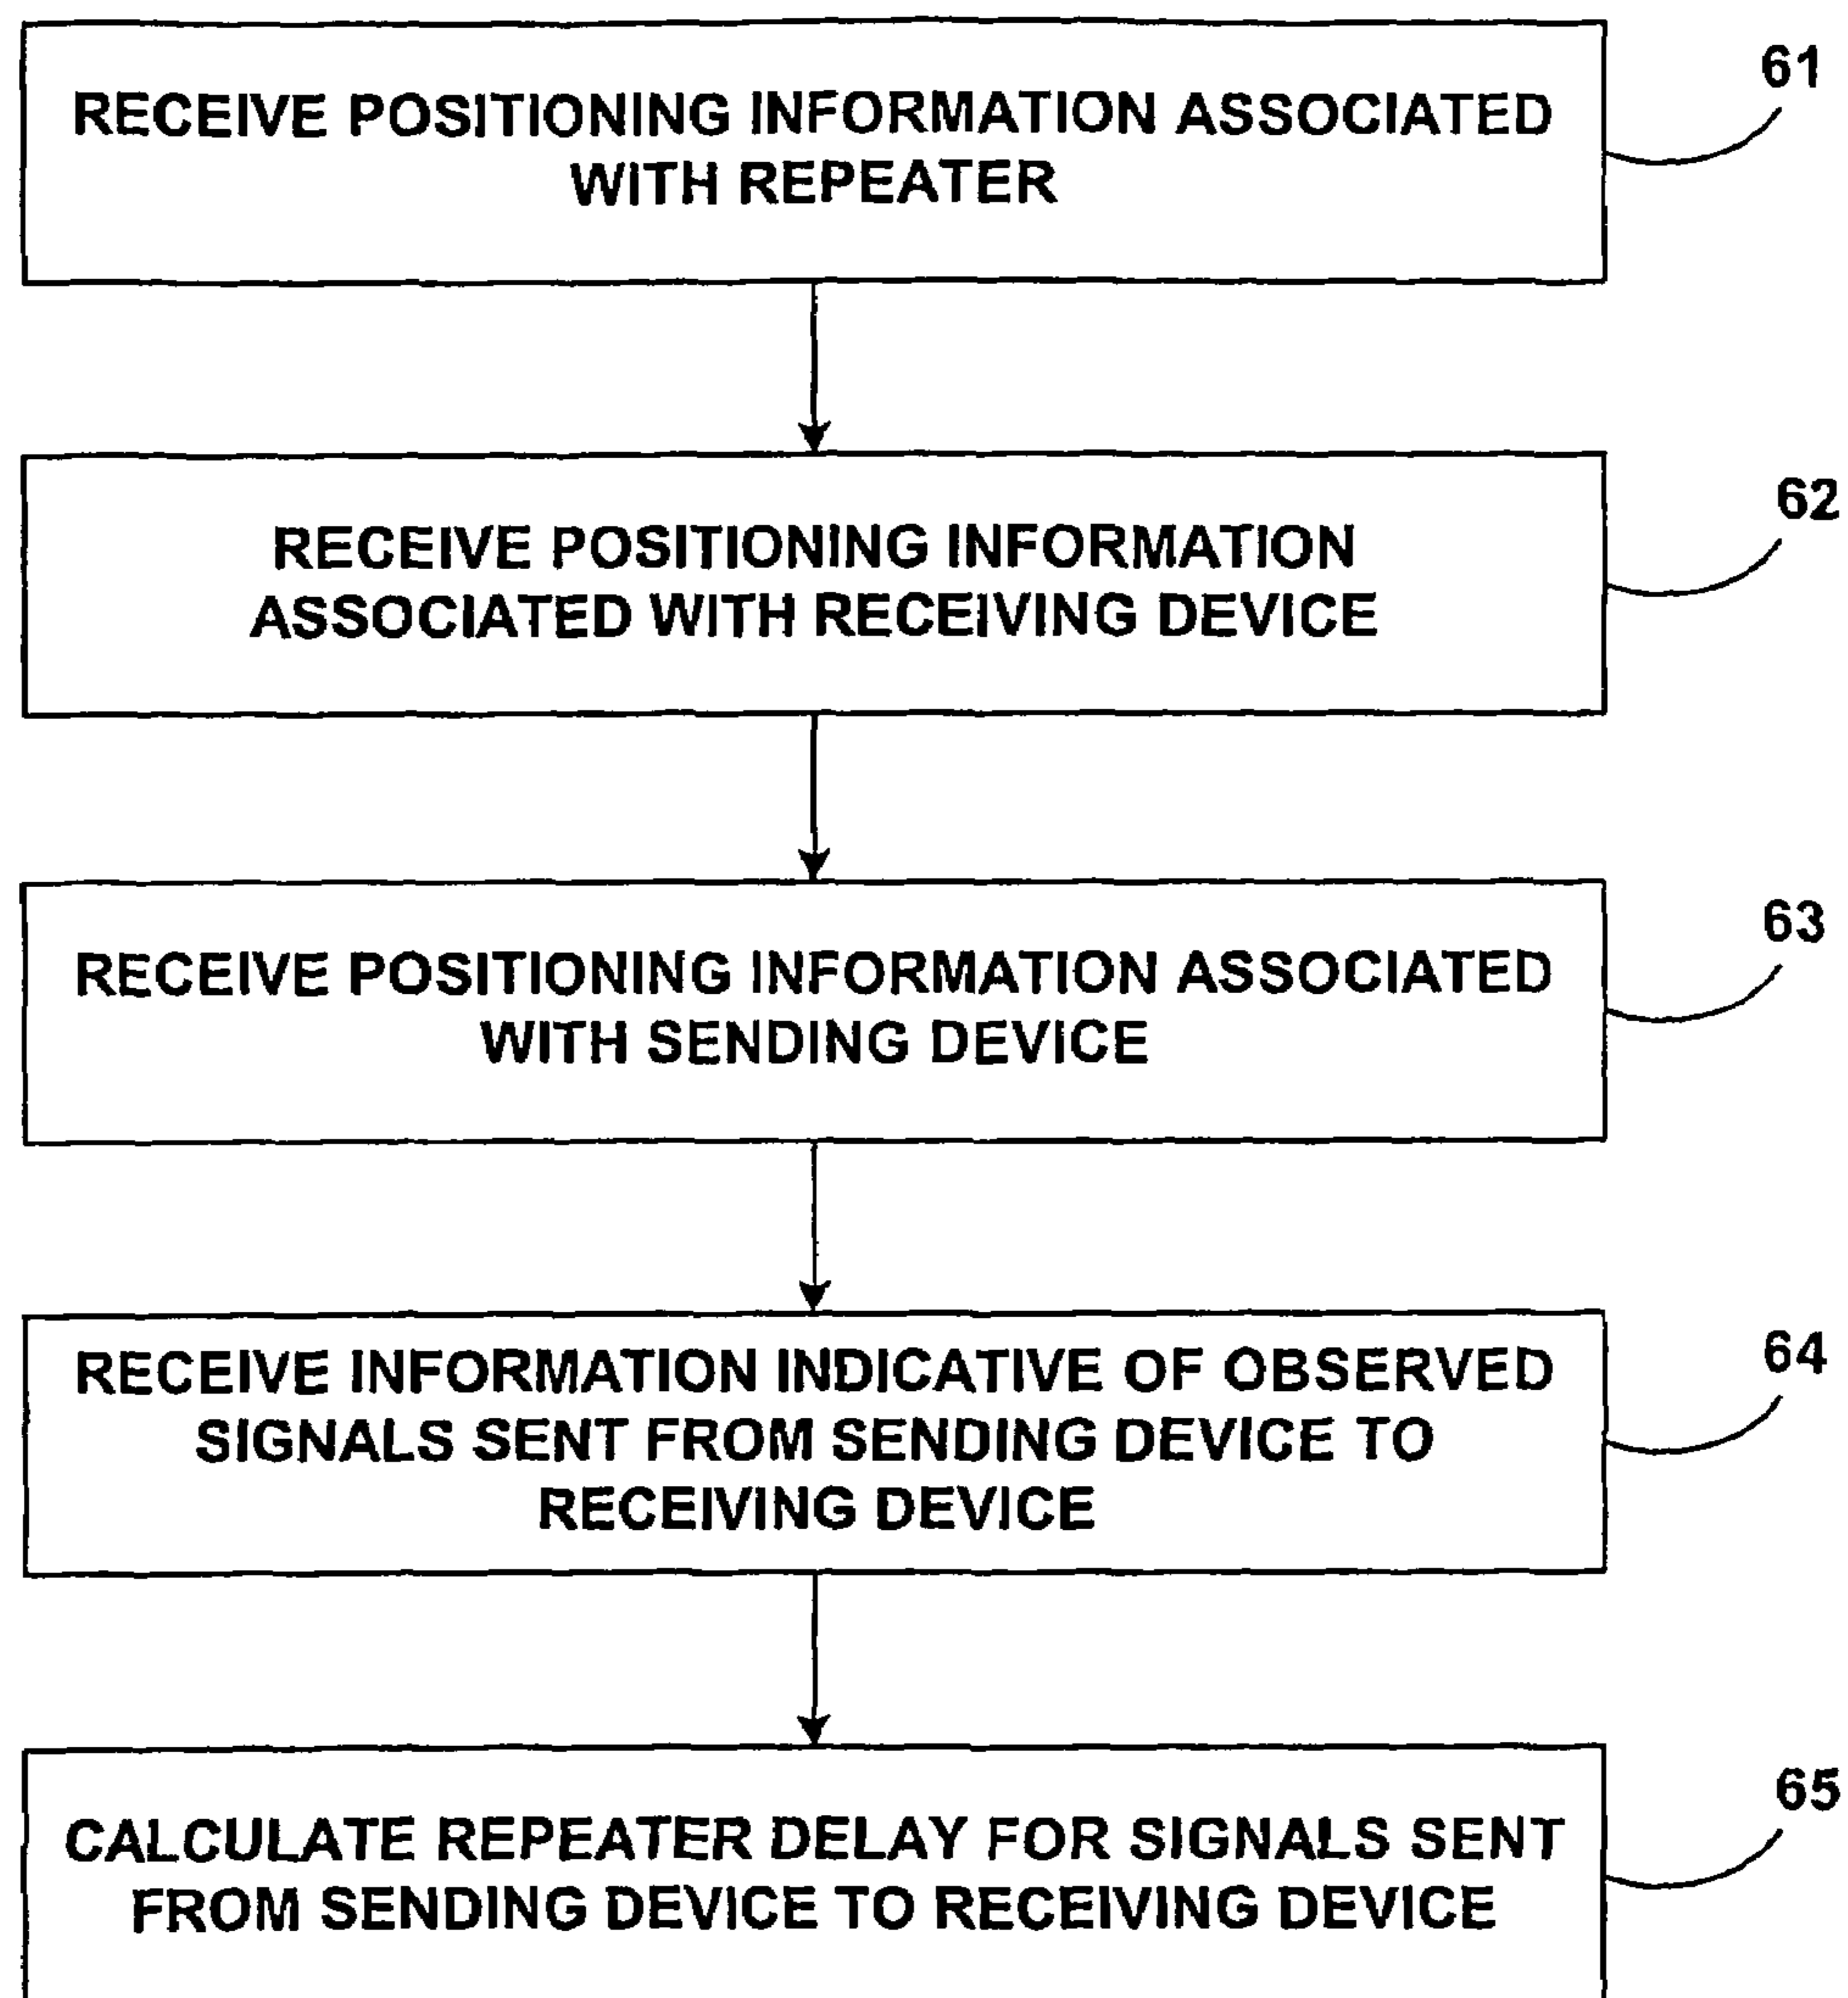 61
RECEIVE POSITIONING INFORMATION ASSOCIATED
WITH REPEATER
62
RECEIVE POSITIONING INFORMATION
ASSOCIATED WITH RECEIVING DEVICE
63
RECEIVE POSITIONING INFORMATION ASSOCIATED
WITH SENDING DEVICE
64
RECEIVE INFORMATION INDICATIVE OF OBSERVED
SIGNALS SENT FROM SENDING DEVICE TO
RECEIVING DEVICE
65
CALCULATE REPEATER DELAY FOR SIGNALS SENT
FROM SENDING DEVICE TO RECEIVING DEVICE